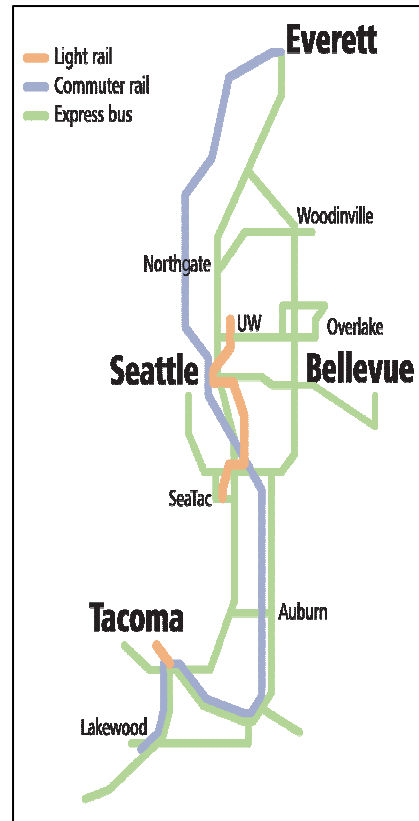 Everett
Light rail
Commuter rail
Express bus
Woodinville
Northgate
UW
Overlake
Seattle
Bellevue
SeaTac
Tacoma
Auburn
Lakewood